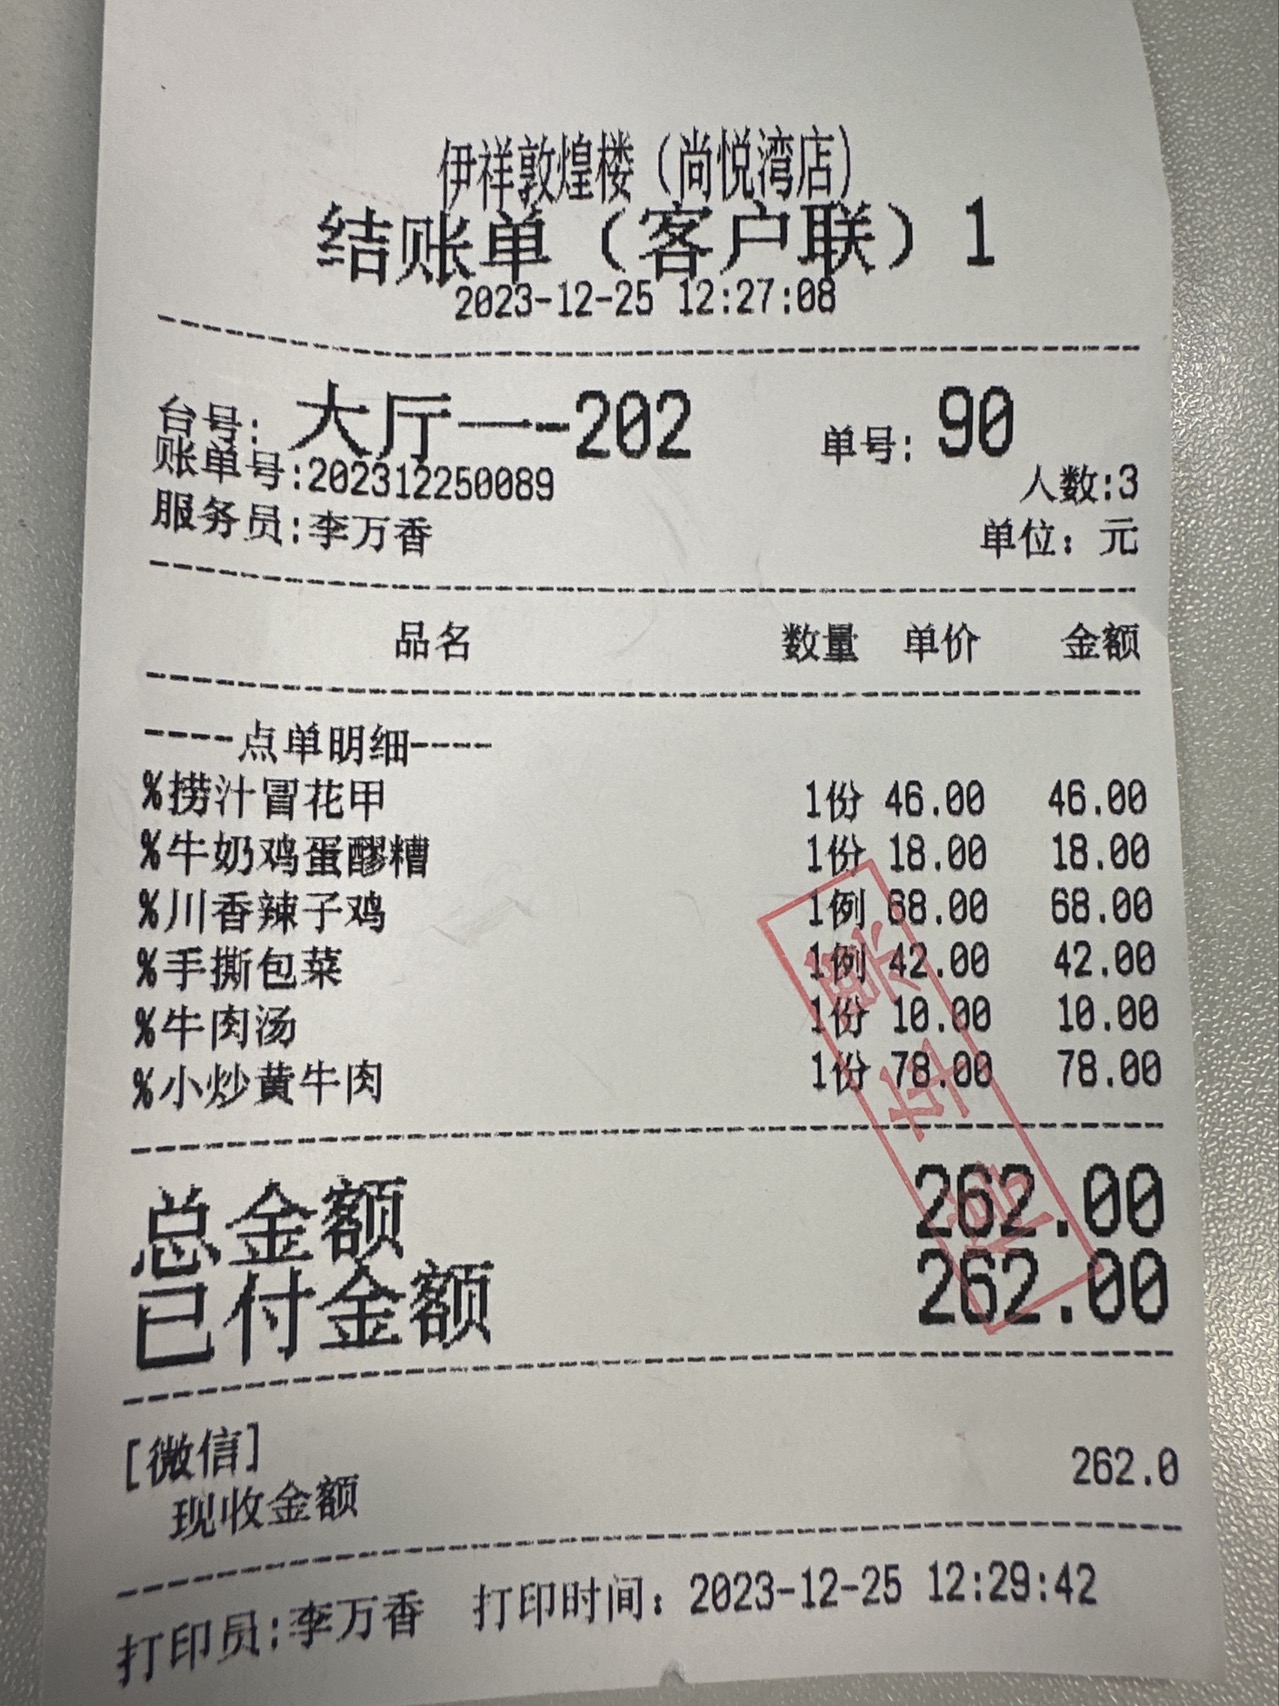 伊祥敦煌楼（尚悦湾店）
结账单（客户联）1
2023-12-25 12:27:08
台号: 大厅一-202 单号: 90
账单号:202312250089 人数:3
服务员:李万香 单位：元
品名 数量 单价 金额
----点单明细----
%捞汁冒花甲 1份 46.00 46.00
%牛奶鸡蛋醪糟 1份 18.00 18.00
%川香辣子鸡 1例 68.00 68.00
%手撕包菜 1例 42.00 42.00
%牛肉汤 1份 10.00 10.00
%小炒黄牛肉 1份 78.00 78.00
总金额 262.00
已付金额 262.00
[微信]
现收金额 262.0
打印员:李万香 打印时间：2023-12-25 12:29:42